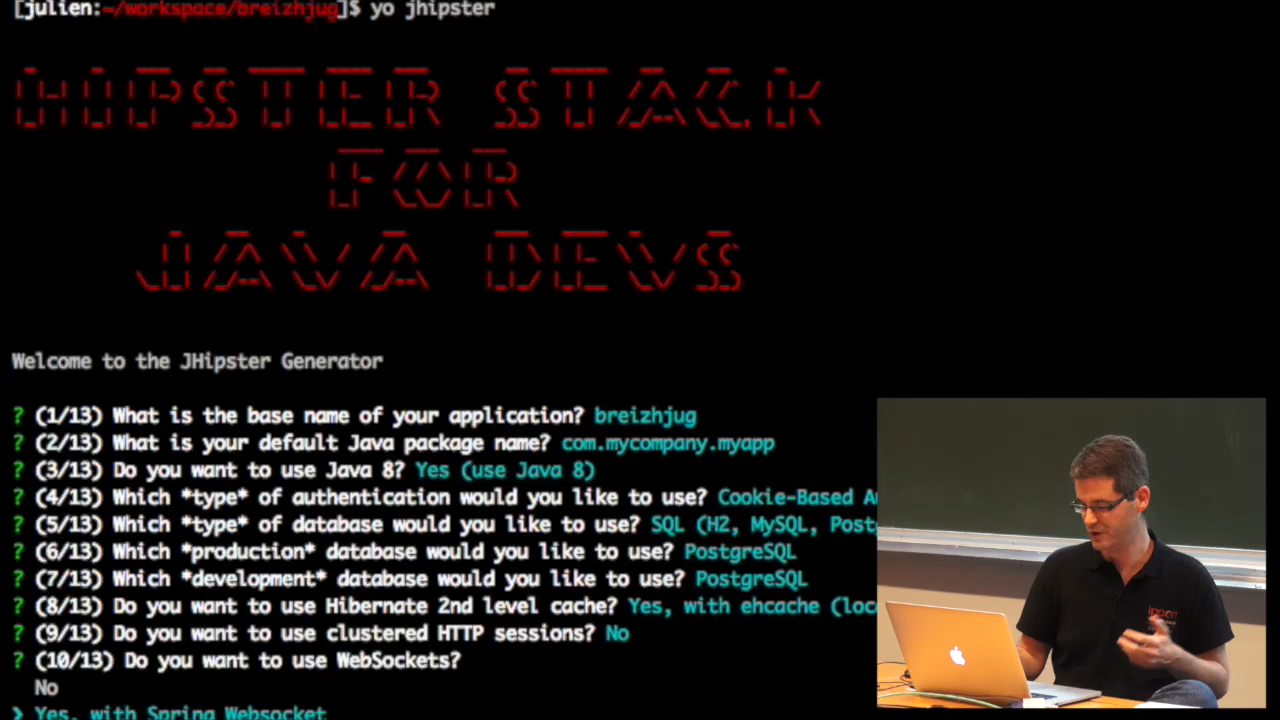 [julien:~/workspace/breizhjug]$ yo jhipster
HIPSTER STACK
FOR
JAVA DEVS
Welcome to the JHipster Generator
? (1/13) What is the base name of your application? breizhjug
? (2/13) What is your default Java package name? com.mycompany.myapp
? (3/13) Do you want to use Java 8? Yes (use Java 8)
? (4/13) Which *type* of authentication would you like to use? Cookie-Based
? (5/13) Which *type* of database would you like to use? SQL (H2, MySQL, Post
? (6/13) Which *production* database would you like to use? PostgreSQL
? (7/13) Which *development* database would you like to use? PostgreSQL
? (8/13) Do you want to use Hibernate 2nd level cache? Yes, with ehcache (loc
? (9/13) Do you want to use clustered HTTP sessions? No
? (10/13) Do you want to use WebSockets?
No
❯ Yes, with Spring Websocket